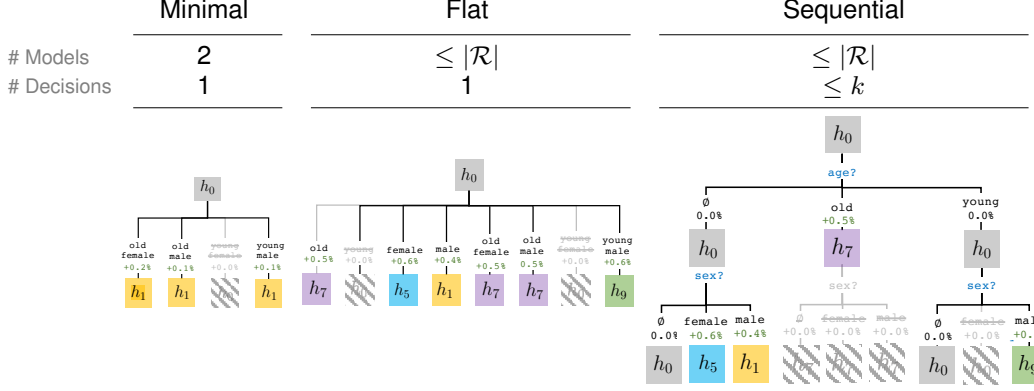 Minimal Flat Sequential
# Models 2 ≤ |R| ≤ |R|
# Decisions 1 1 ≤ k
h0
age?
h0 h0
Ø old young
0.0% +0.5% 0.0%
h0 h7 h0
old old young young
female male female male
+0.2% +0.1% +0.0% +0.1%
h1 h1 h0 h1
old young female male old old young young
female male female male
+0.5% +0.0% +0.6% +0.4% +0.5% 0.5% +0.0% +0.6%
h7 h0 h5 h1 h7 h7 h0 h9
sex? sex? sex?
Ø female male Ø female male Ø female
0.0% +0.6% +0.4% +0.0% +0.0% +0.0% 0.0% +0.0%
h0 h5 h1 h7 h0